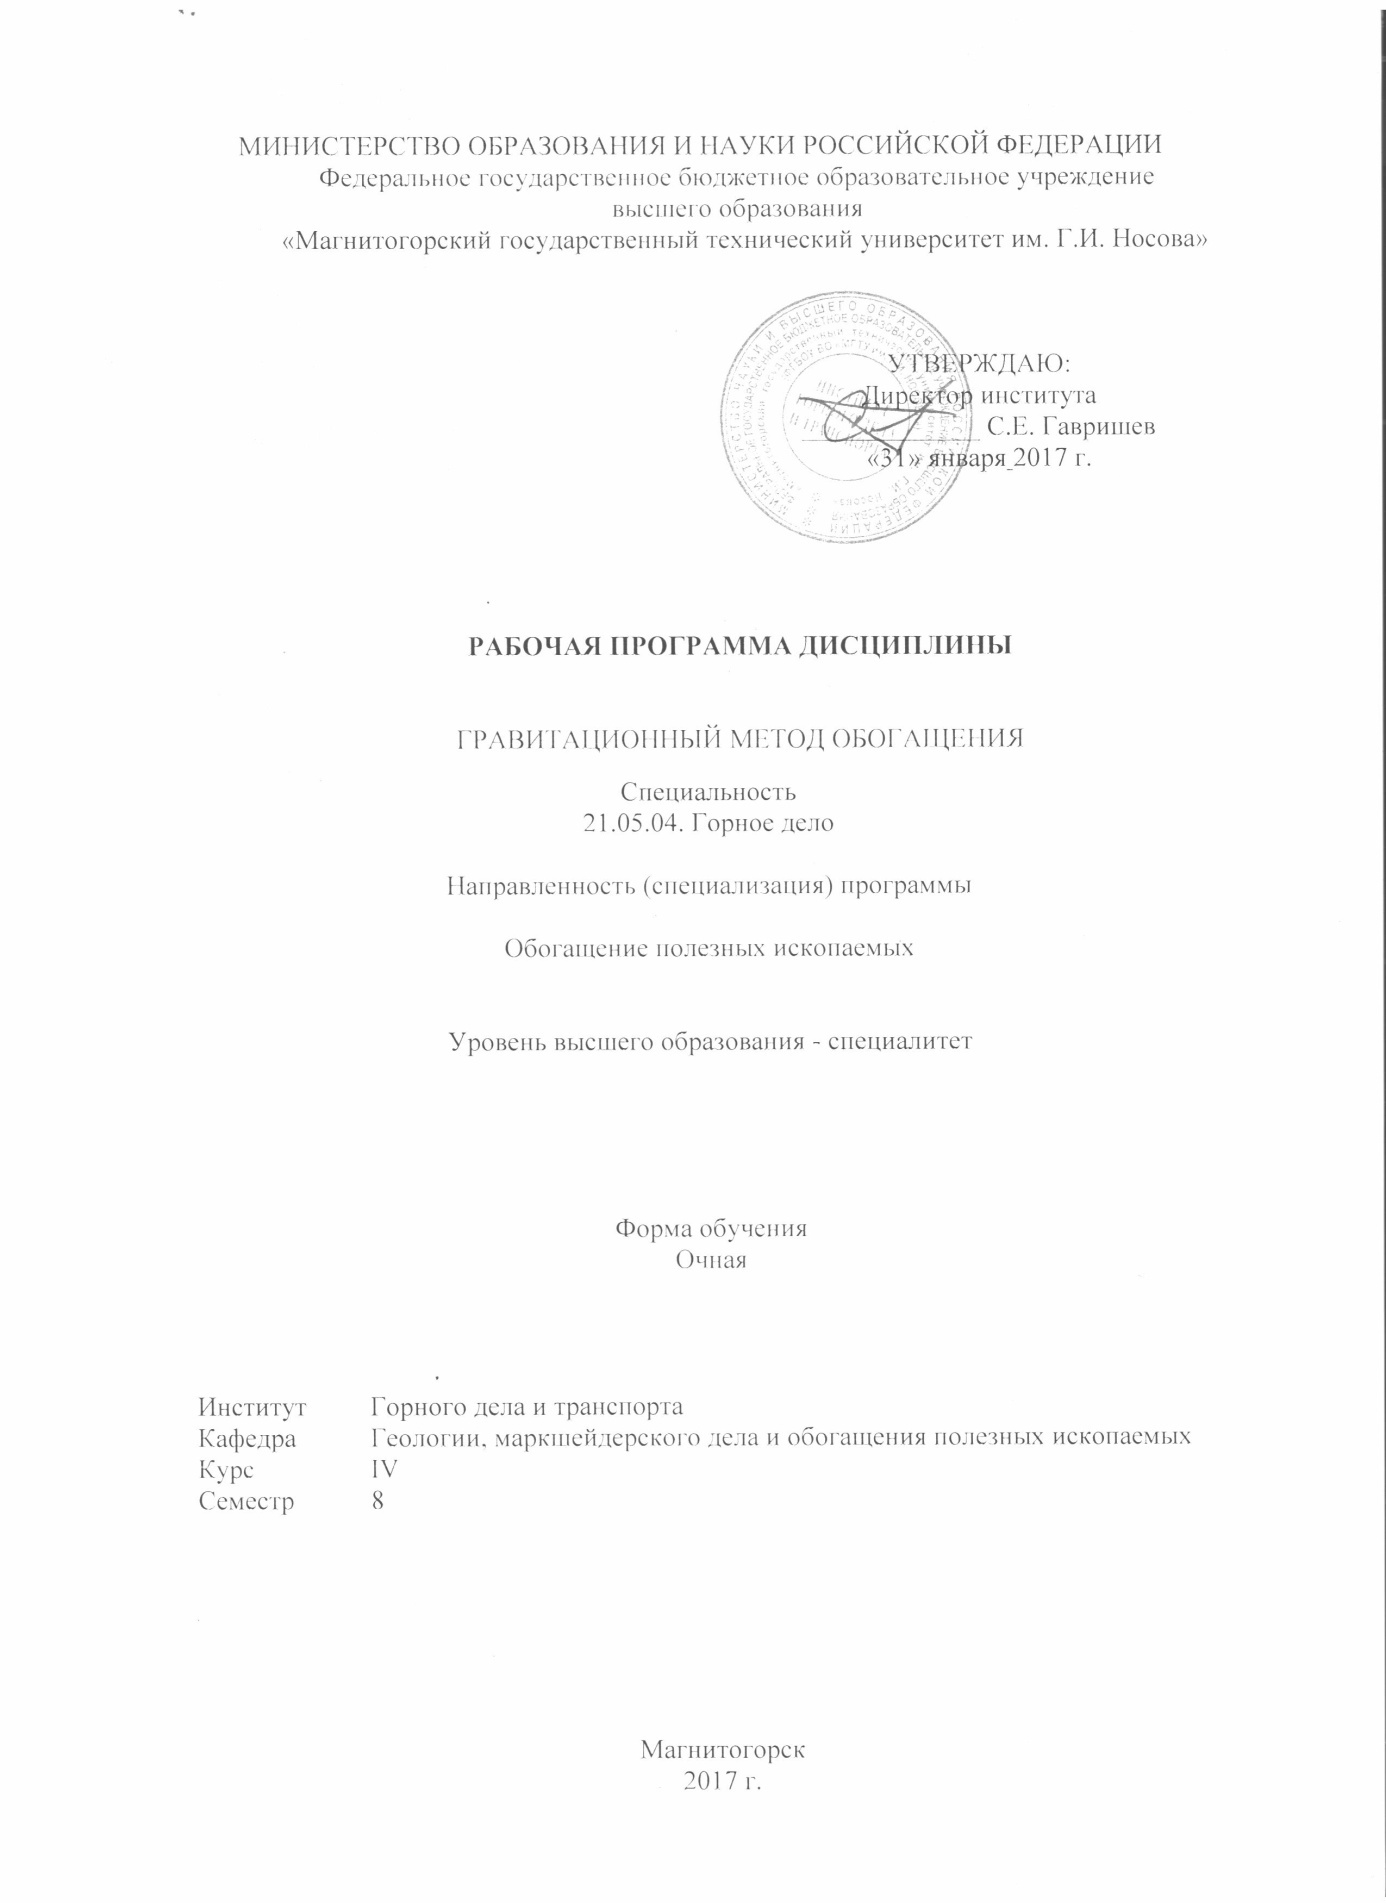 МИНИСТЕРСТВО ОБРАЗОВАНИЯ И НАУКИ РОССИЙСКОЙ ФЕДЕРАЦИИ
Федеральное государственное бюджетное образовательное учреждение
высшего образования
«Магнитогорский государственный технический университет им. Г.И. Носова»
УТВЕРЖДАЮ:
Директор института
С.Е. Гавришев
«31» января 2017 г.
РАБОЧАЯ ПРОГРАММА ДИСЦИПЛИНЫ
ГРАВИТАЦИОННЫЙ МЕТОД ОБОГАЩЕНИЯ
Специальность
21.05.04. Горное дело
Направленность (специализация) программы
Обогащение полезных ископаемых
Уровень высшего образования - специалитет
Форма обучения
Очная
Институт Горного дела и транспорта
Кафедра Геологии, маркшейдерского дела и обогащения полезных ископаемых
Курс IV
Семестр 8
Магнитогорск
2017 г.